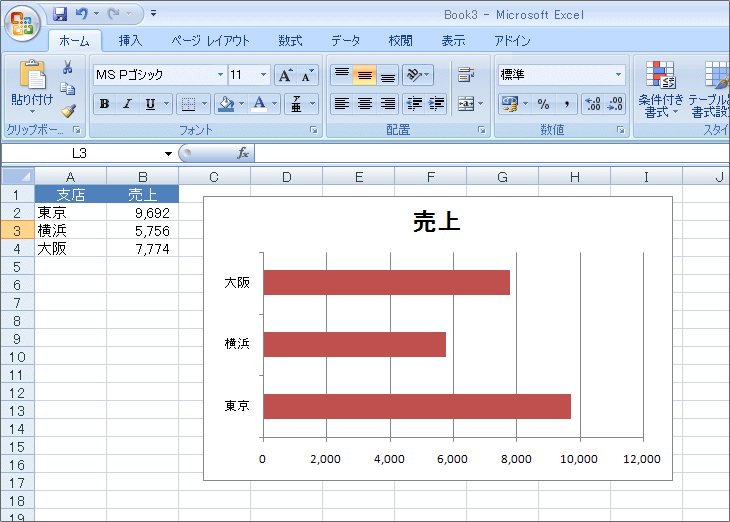 Book3 - Microsoft Excel
ホーム 挿入 ページ レイアウト 数式 データ 校閲 表示 アドイン
MS Pゴシック 11 A A 標準
貼り付け 条件付き テーブル
B I U A ア 亜 % , .00 .00
書式 書式設
クリップボー... フォント 配置 数値 スタイ
L3 fx
A B C D E F G H I J
1 支店 売上
2 東京 9,692
3 横浜 5,756
4 大阪 7,774
5
6
7
8
9
10
11
12
13
14
15
16
17
18
19
売上
大阪
横浜
東京
0 2,000 4,000 6,000 8,000 10,000 12,000